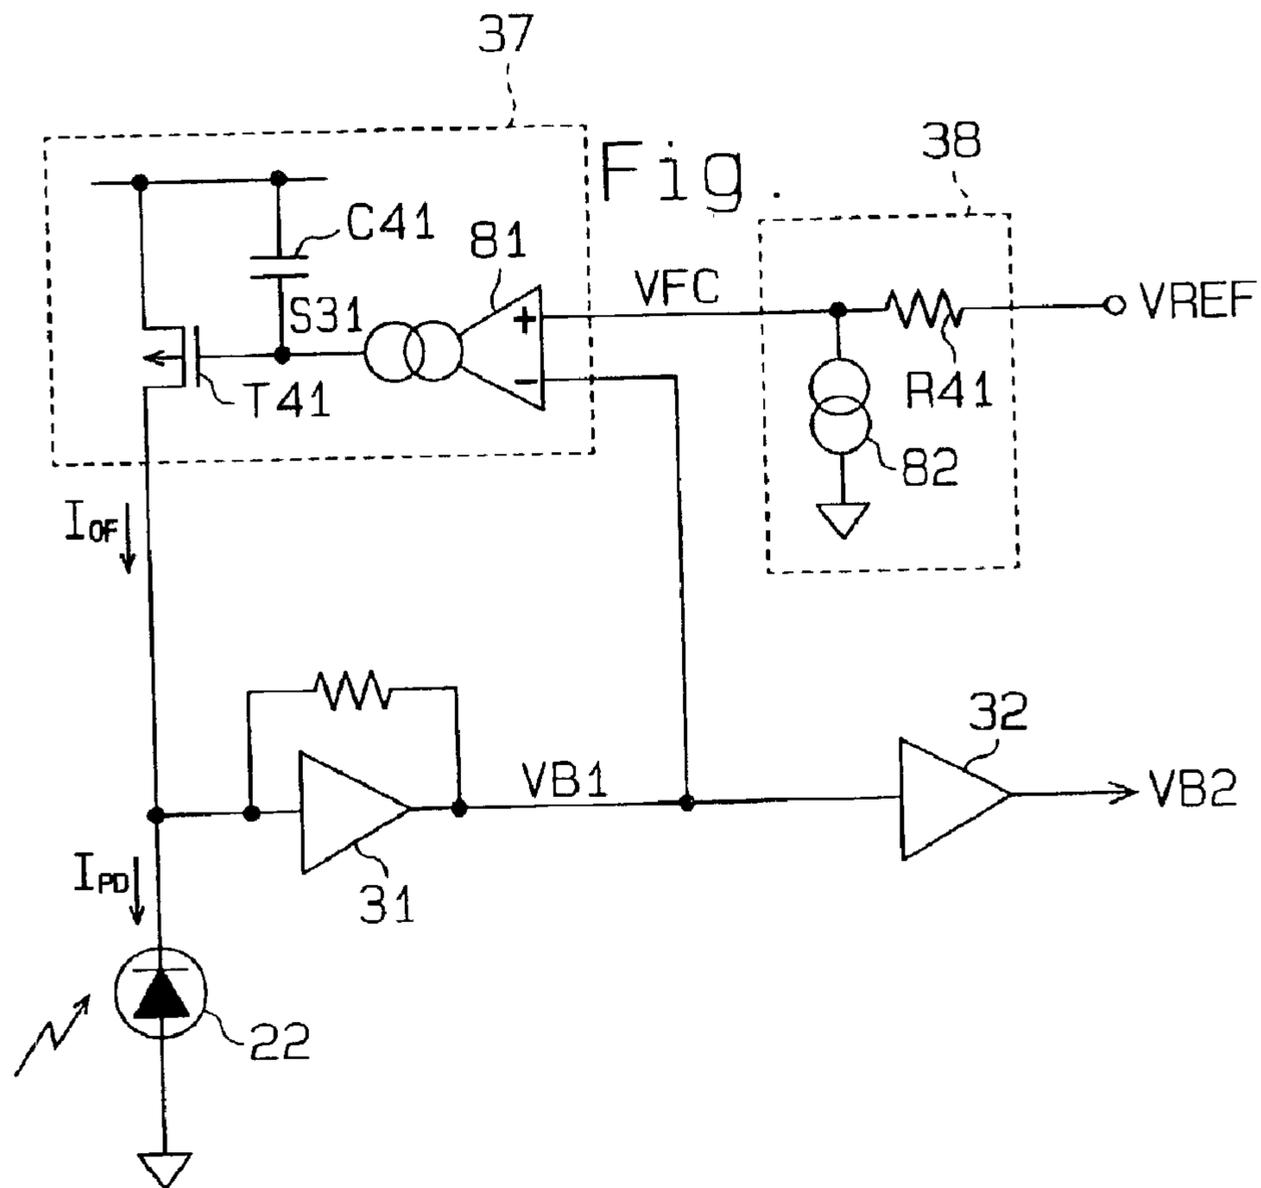 37
Fig.
38
C41
81
VFC
VREF
S31
+
-
T41
R41
82
IOF
32
VB1
VB2
IPD
31
22